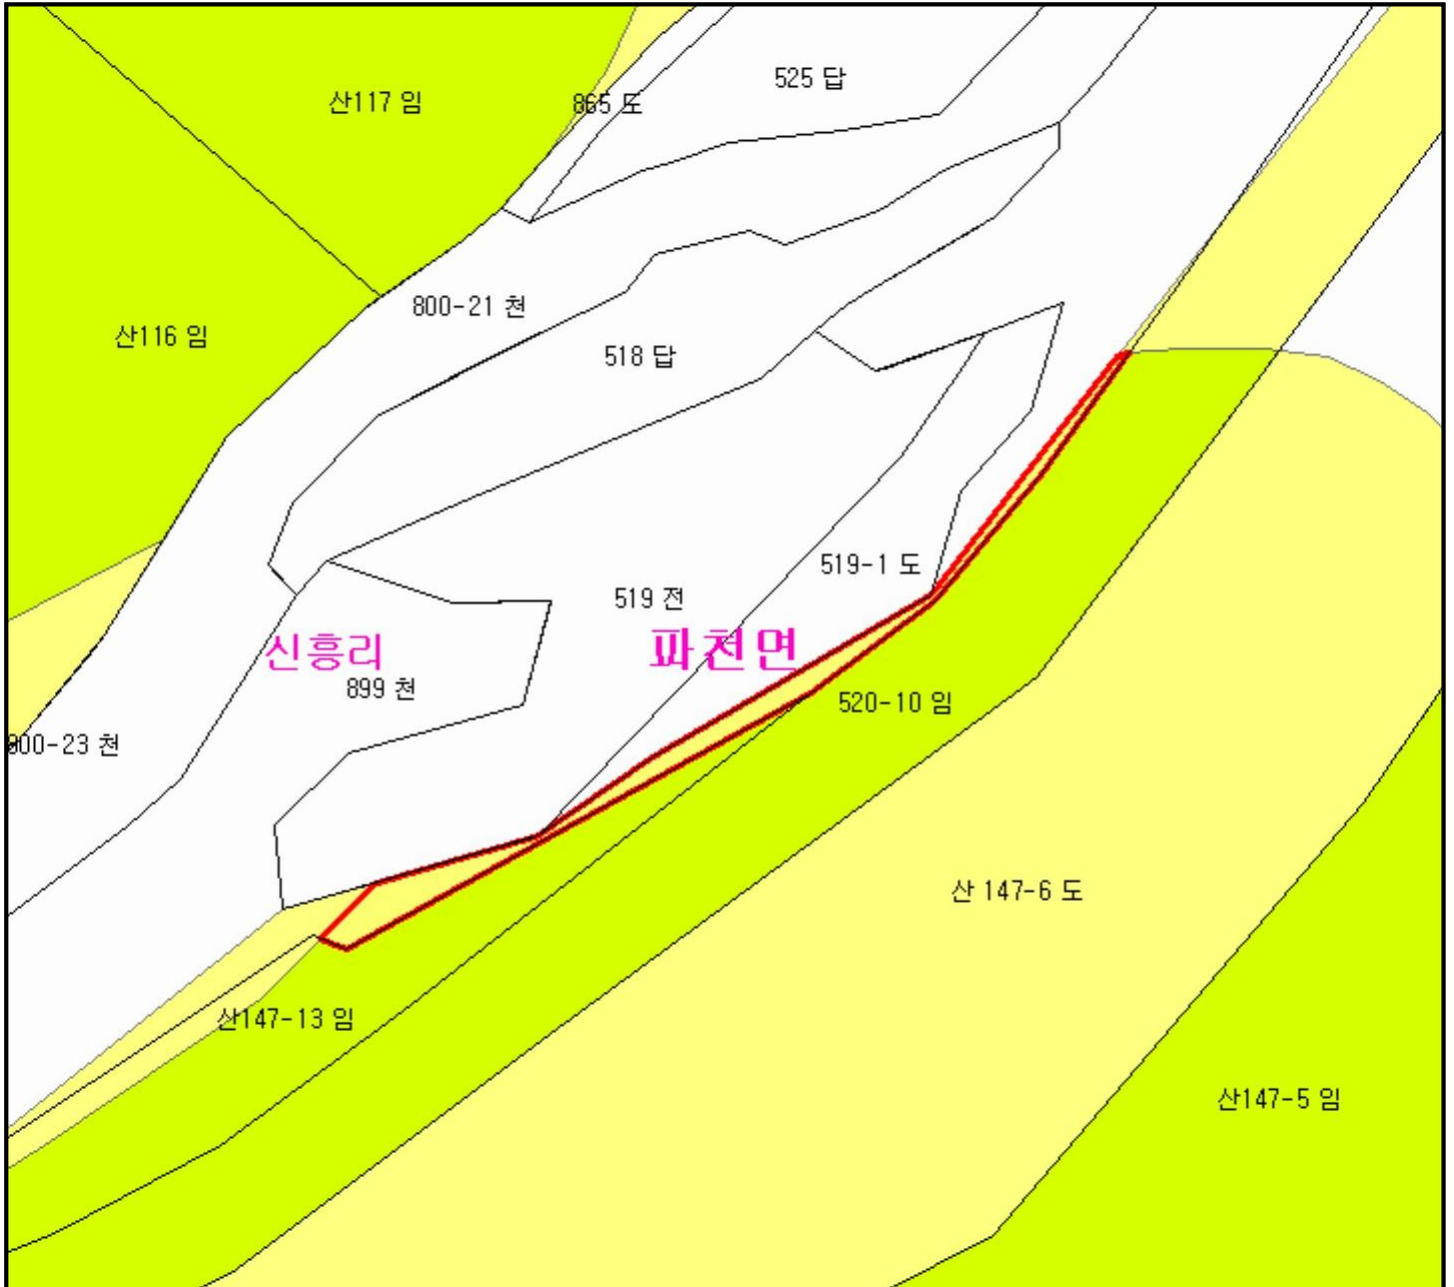 525 답
산117 임
865 도
800-21 천
산116 임
518 답
519-1 도
519 전
신흥리
파천면
899 천
520-10 임
900-23 천
산 147-6 도
산147-13 임
산147-5 임